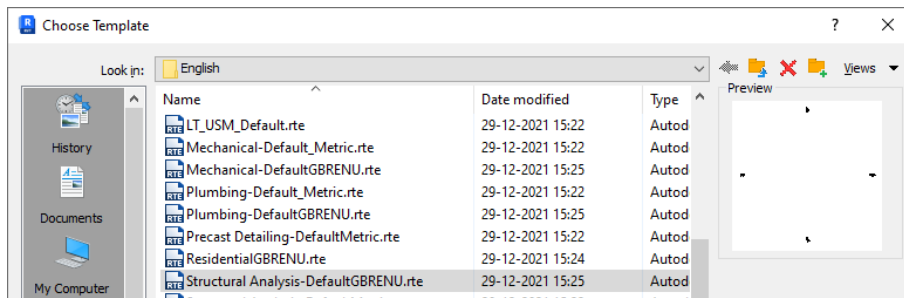 Choose Template
Look in: English Views
Name Date modified Type Preview
LT_USM_Default.rte 29-12-2021 15:22 Autod
Mechanical-Default_Metric.rte 29-12-2021 15:22 Autod
Mechanical-DefaultGBRENU.rte 29-12-2021 15:25 Autod
Plumbing-Default_Metric.rte 29-12-2021 15:22 Autod
Plumbing-DefaultGBRENU.rte 29-12-2021 15:25 Autod
Precast Detailing-DefaultMetric.rte 29-12-2021 15:22 Autod
ResidentialGBRENU.rte 29-12-2021 15:24 Autod
Structural Analysis-DefaultGBRENU.rte 29-12-2021 15:25 Autod
History
Documents
My Computer